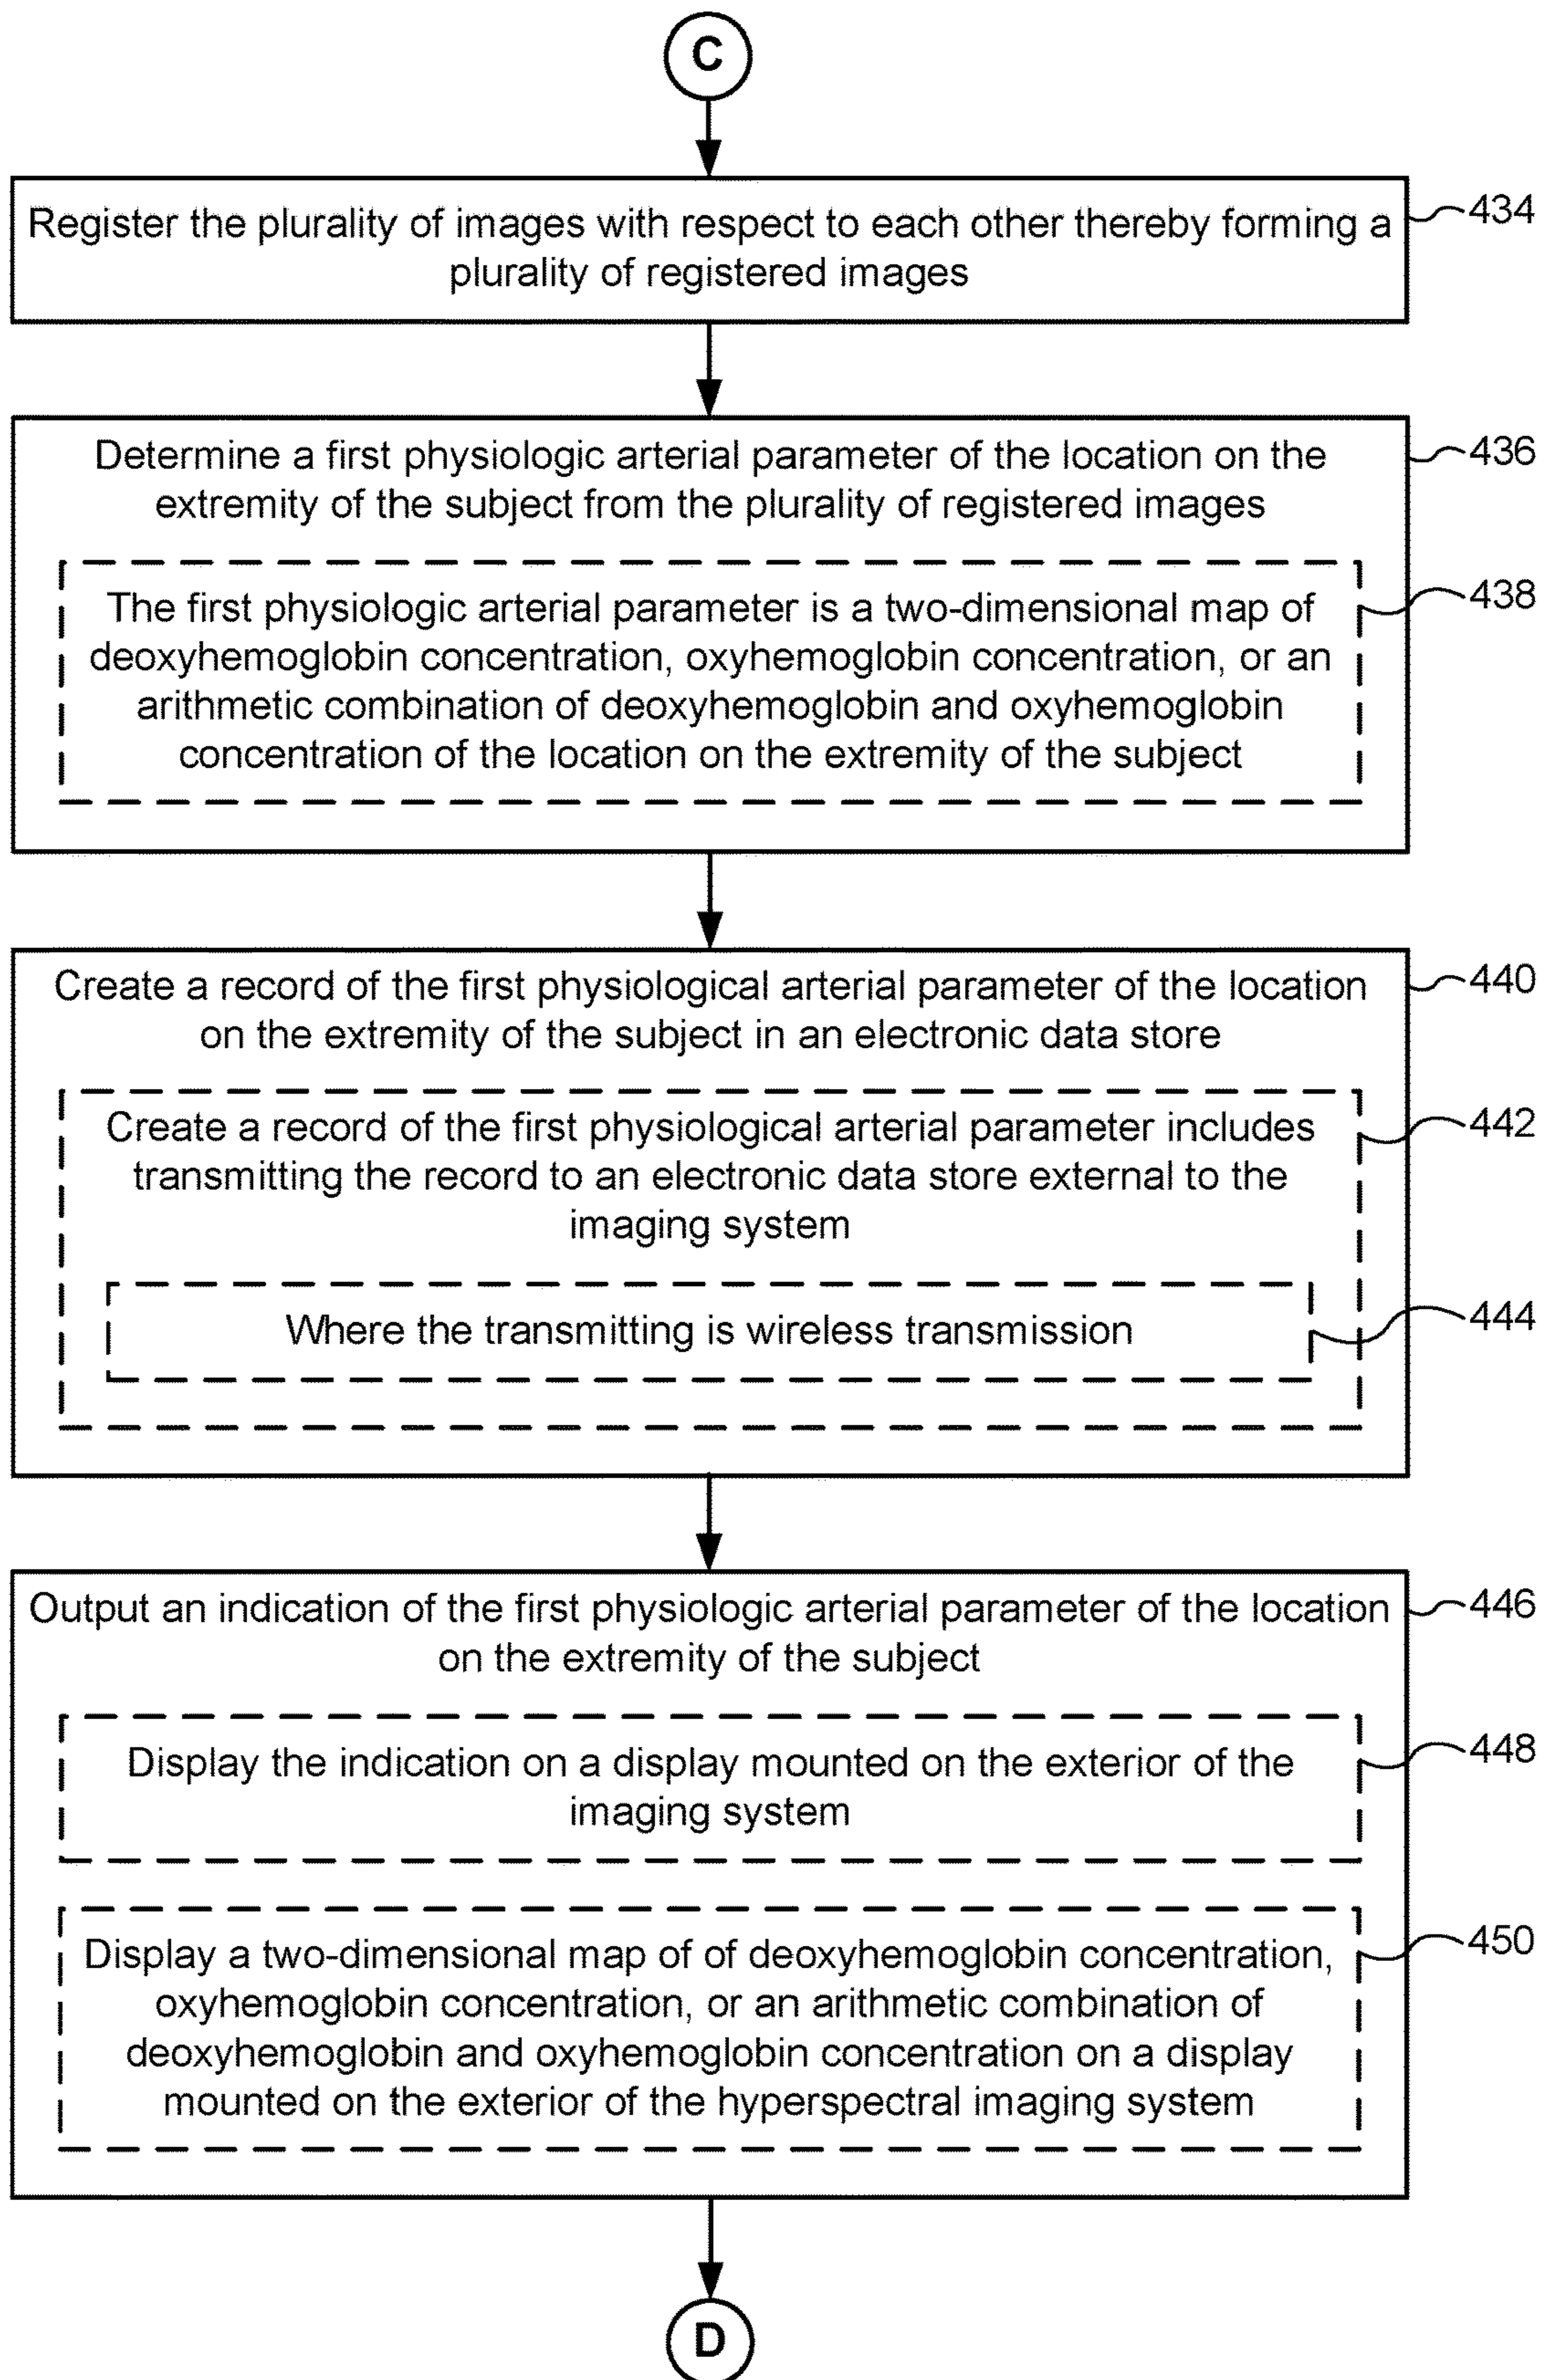 C
Register the plurality of images with respect to each other thereby forming a
plurality of registered images
434
Determine a first physiologic arterial parameter of the location on the
extremity of the subject from the plurality of registered images
436
The first physiologic arterial parameter is a two-dimensional map of
deoxyhemoglobin concentration, oxyhemoglobin concentration, or an
arithmetic combination of deoxyhemoglobin and oxyhemoglobin
concentration of the location on the extremity of the subject
438
Create a record of the first physiological arterial parameter of the location
on the extremity of the subject in an electronic data store
440
Create a record of the first physiological arterial parameter includes
transmitting the record to an electronic data store external to the
imaging system
442
Where the transmitting is wireless transmission
444
Output an indication of the first physiologic arterial parameter of the location
on the extremity of the subject
446
Display the indication on a display mounted on the exterior of the
imaging system
448
Display a two-dimensional map of of deoxyhemoglobin concentration,
oxyhemoglobin concentration, or an arithmetic combination of
deoxyhemoglobin and oxyhemoglobin concentration on a display
mounted on the exterior of the hyperspectral imaging system
450
D